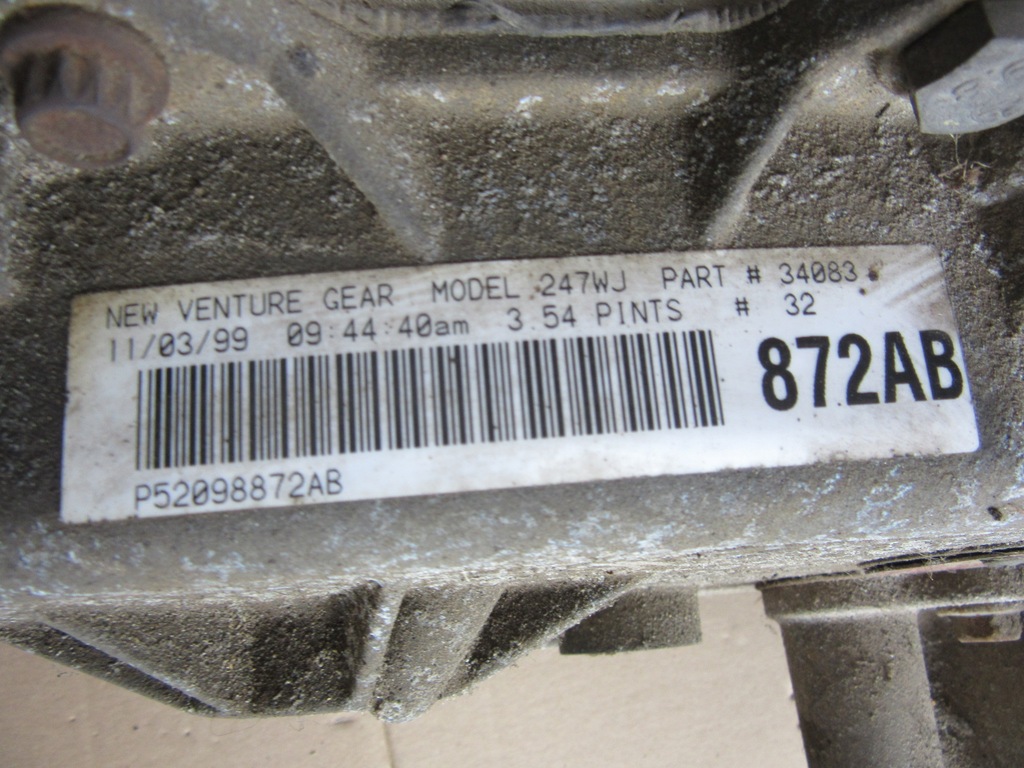 NEW VENTURE GEAR MODEL 247WJ PART # 34083
11/03/99 09:44:40am 3.54 PINTS # 32
872AB
P52098872AB